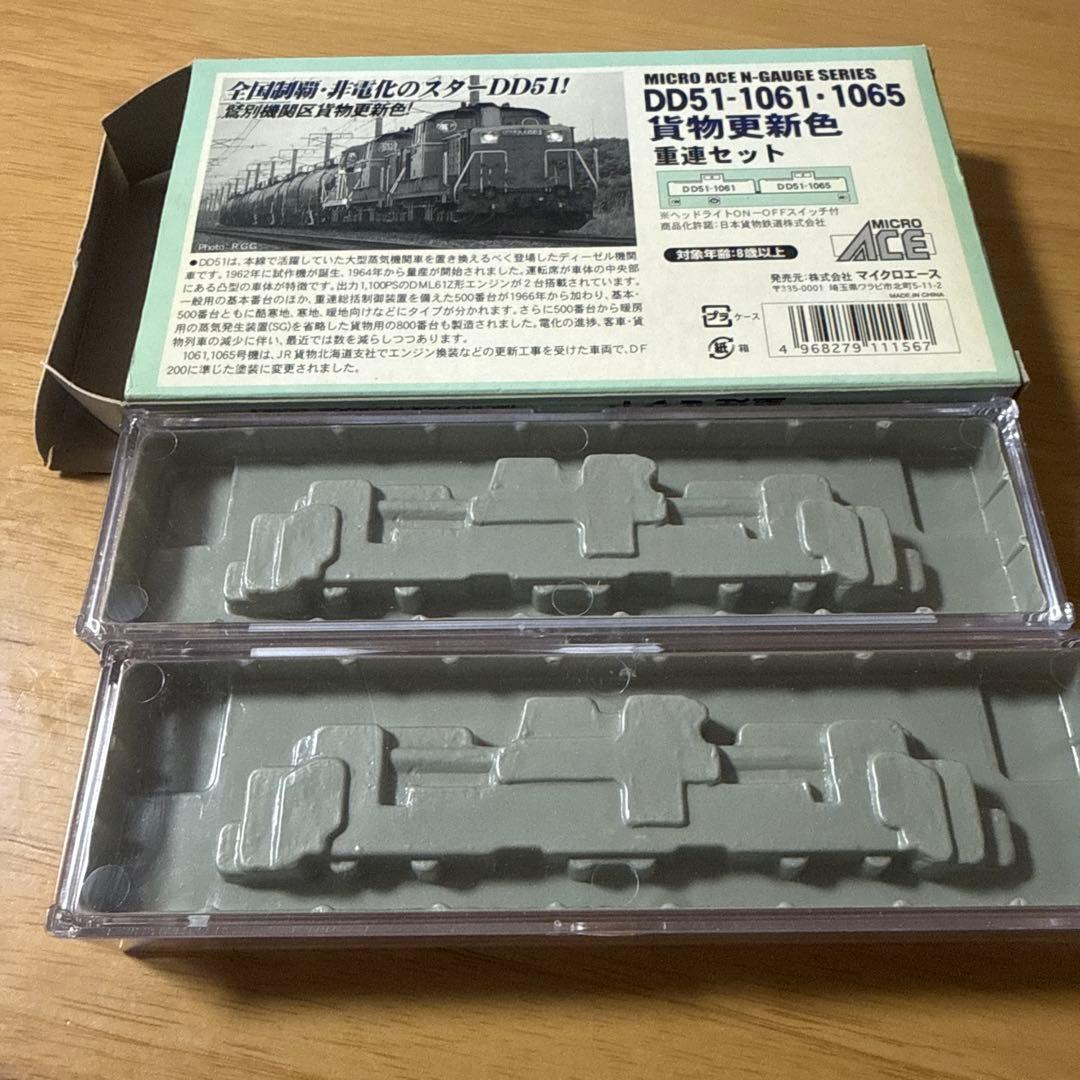 全国制覇・非電化のスターDD51!
鷲別機関区貨物更新色!
Photo: R.G.G.
●DD51は、本線で活躍していた大型蒸気機関車を置き換えるべく登場したディーゼル機関
車です。1962年に試作機が誕生、1964年から量産が開始されました。運転席が車体の中央部
にある凸型の車体が特徴です。出力1,100PSのDML61Z形エンジンが2台搭載されています。
一般用の基本番台のほか、重連総括制御装置を備えた500番台が1966年から加わり、基本・
500番台ともに酷寒地、寒地、暖地向けなどにタイプが分かれます。さらに500番台から暖房
用の蒸気発生装置(SG)を省略した貨物用の800番台も製造されました。電化の進捗、客車・貨
物列車の減少に伴い、最近では数を減らしつつあります。
1061,1065号機は、JR貨物北海道支社でエンジン換装などの更新工事を受けた車両で、DF
200に準じた塗装に変更されました。
MICRO ACE N-GAUGE SERIES
DD51-1061・1065
貨物更新色
重連セット
DD51-1061 DD51-1065
※ヘッドライトON-OFFスイッチ付
商品化許諾:日本貨物鉄道株式会社
MICRO
ACE
対象年齢:8歳以上
発売元:株式会社 マイクロエース
〒335-0001 埼玉県ワラビ市北町5-11-2
MADE IN CHINA
プラ ケース
紙 箱
4 968279 111567